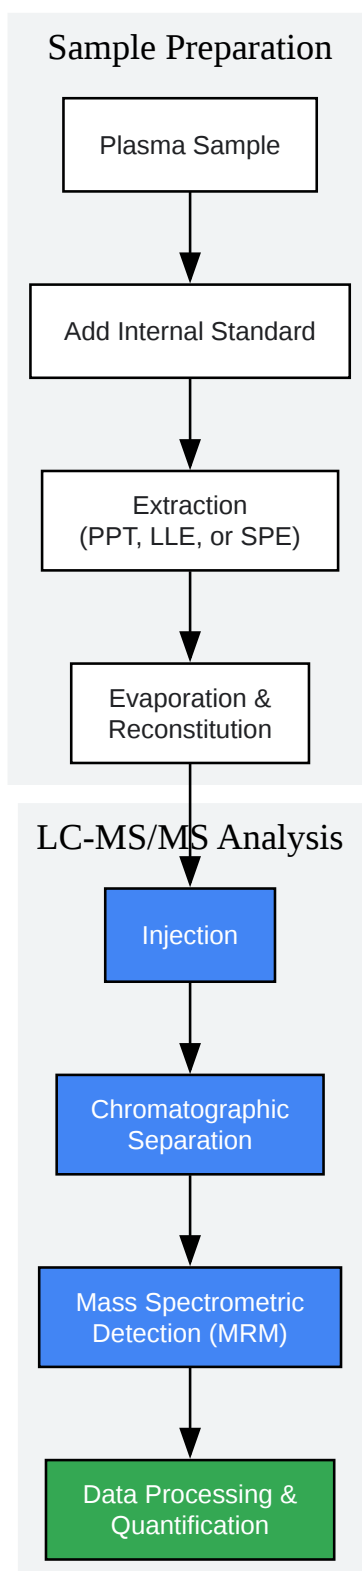 Sample Preparation
Plasma Sample
Add Internal Standard
Extraction
(PPT, LLE, or SPE)
Evaporation &
Reconstitution
LC-MS/MS Analysis
Injection
Chromatographic
Separation
Mass Spectrometric
Detection (MRM)
Data Processing &
Quantification